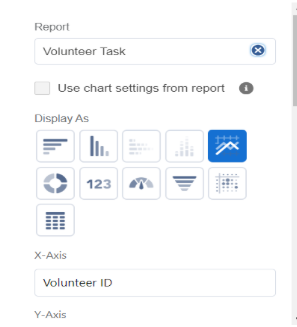 Report
Volunteer Task
Use chart settings from report
Display As
123
X-Axis
Volunteer ID
Y-Axis